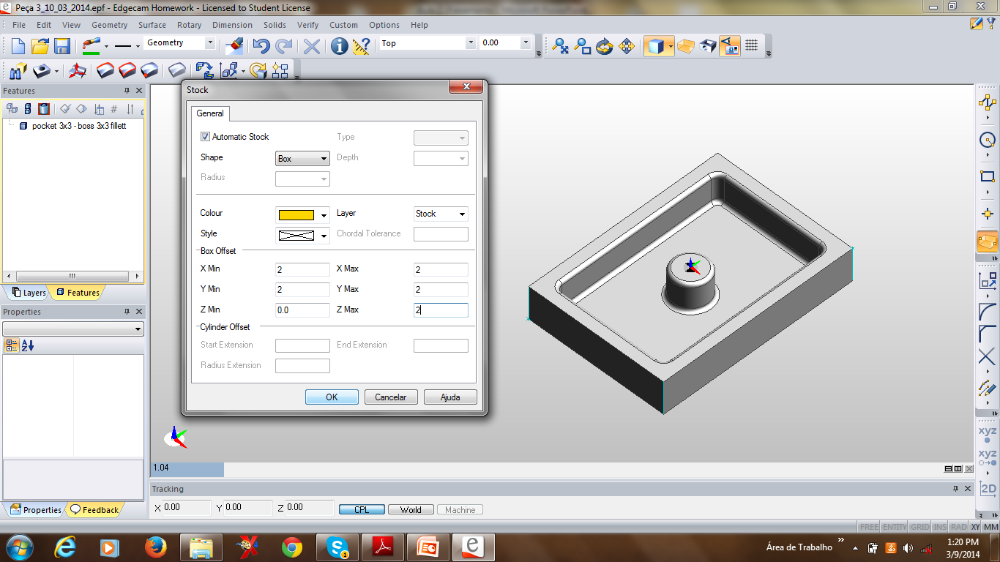 Peça 3_10_03_2014.epf - Edgecam Homework - Licensed to Student License
File Edit View Geometry Surface Rotary Dimension Solids Verify Custom Options Help
Geometry Top 0.00
Features
pocket 3x3 - boss 3x3 fillett
Layers Features
Properties
Properties Feedback
Stock
General
Automatic Stock Type
Shape Box Depth
Radius
Colour Layer Stock
Style Chordal Tolerance
Box Offset
X Min 2 X Max 2
Y Min 2 Y Max 2
Z Min 0.0 Z Max 2
Cylinder Offset
Start Extension End Extension
Radius Extension
OK Cancelar Ajuda
xyz
xyz
2D
1.04
Tracking
X 0.00 Y 0.00 Z 0.00 CPL World Machine
FREE ENTITY GRID INS RAD XY MM
Área de Trabalho
1:20 PM
3/9/2014